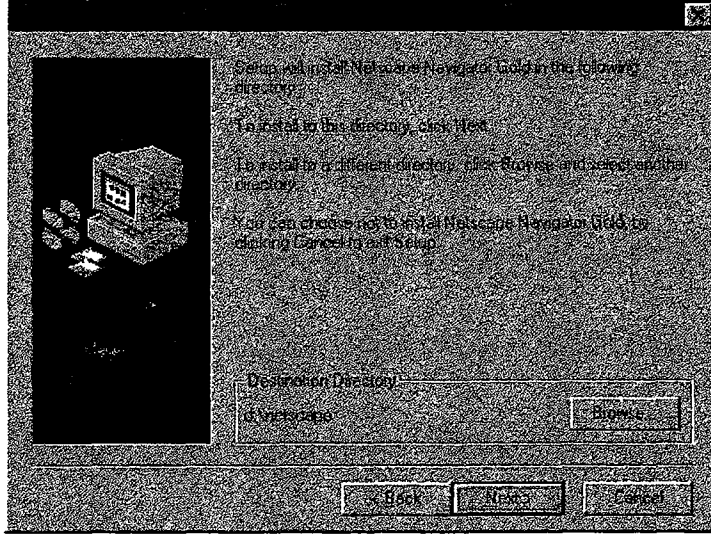 Setup will install Netscape Navigator Gold in the following
directory.
To install to this directory, click Next.
To install to a different directory, click Browse and select another
directory.
You can choose not to install Netscape Navigator Gold, by
clicking Cancel to exit Setup.
Destination Directory
d:\netscape
Browse...
< Back
Next >
Cancel